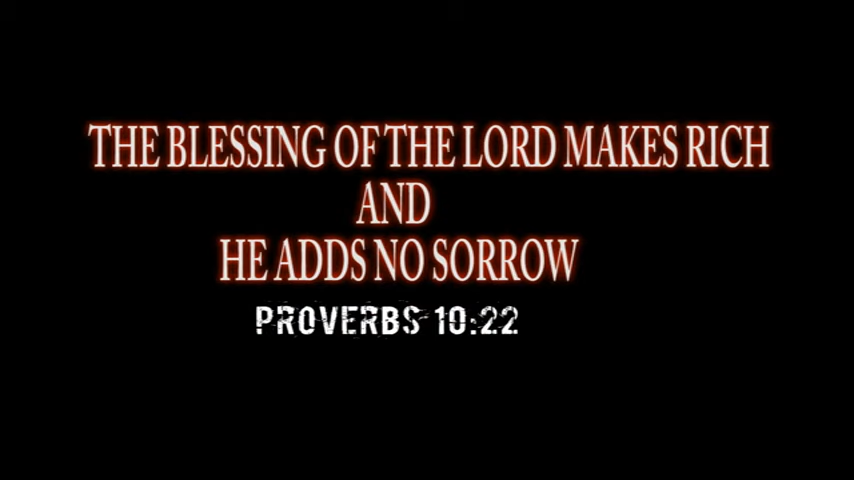 THE BLESSING OF THE LORD MAKES RICH
AND
HE ADDS NO SORROW
PROVERBS 10:22